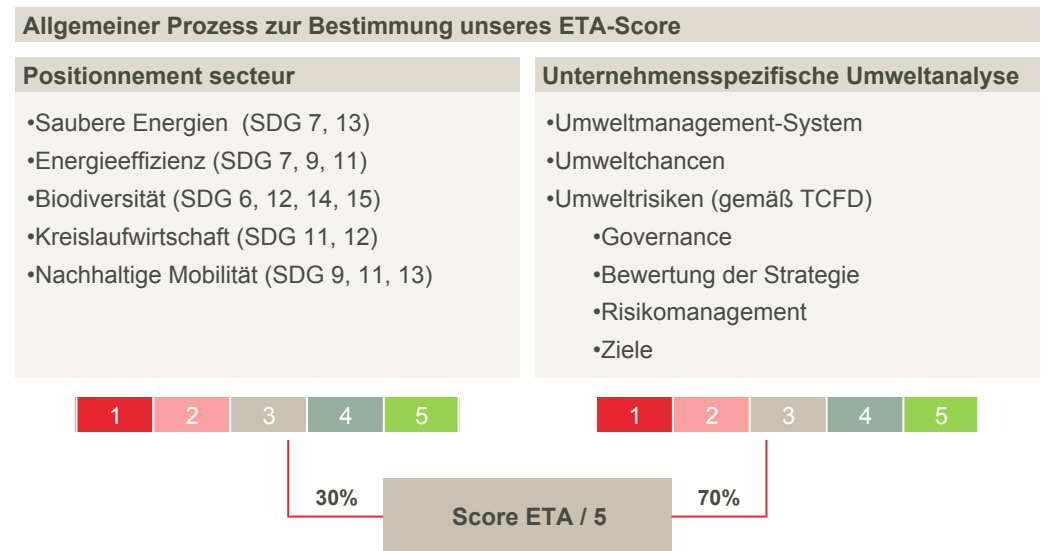 Allgemeiner Prozess zur Bestimmung unseres ETA-Score
Positionnement secteur
•Saubere Energien  (SDG 7, 13)
•Energieeffizienz (SDG 7, 9, 11)
•Biodiversität (SDG 6, 12, 14, 15)
•Kreislaufwirtschaft (SDG 11, 12)
•Nachhaltige Mobilität (SDG 9, 11, 13)
Unternehmensspezifische Umweltanalyse
•Umweltmanagement-System
•Umweltchancen
•Umweltrisiken (gemäß TCFD)
•Governance
•Bewertung der Strategie
•Risikomanagement
•Ziele
1 2 3 4 5
1 2 3 4 5
30%
70%
Score ETA / 5